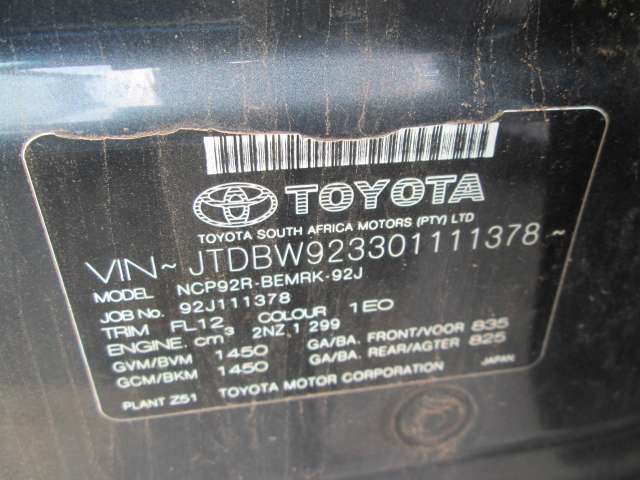 TOYOTA
TOYOTA SOUTH AFRICA MOTORS (PTY) LTD
VIN~JTDBW923301111378~
MODEL NCP92R-BEMRK-92J
JOB No. 92J111378
TRIM FL12 COLOUR 1E0
ENGINE. cm3 2NZ,1 299
GVM/BVM 1450 GA/BA. FRONT/VOOR 835
GCM/BKM 1450 GA/BA. REAR/AGTER 825
PLANT Z51 TOYOTA MOTOR CORPORATION JAPAN